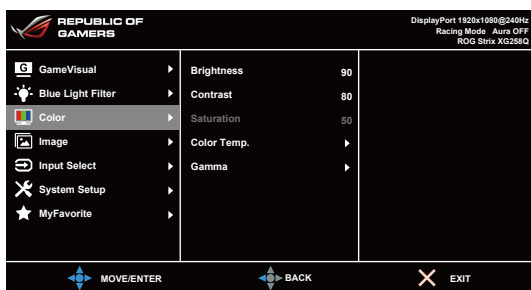 REPUBLIC OF
GAMERS
DisplayPort 1920x1080@240Hz
Racing Mode Aura OFF
ROG Strix XG258Q
G GameVisual
Blue Light Filter
Color
Image
Input Select
System Setup
MyFavorite
Brightness 90
Contrast 80
Saturation 50
Color Temp.
Gamma
MOVE/ENTER
BACK
EXIT